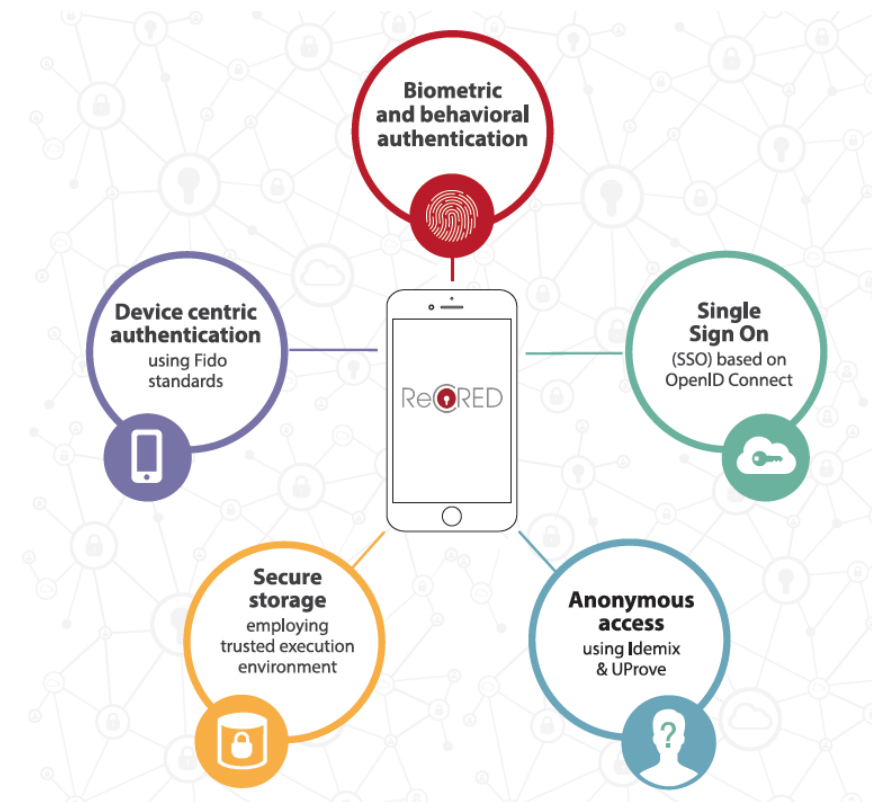 Biometric
and behavioral
authentication
Device centric
authentication
using Fido
standards
Single
Sign On
(SSO) based on
OpenID Connect
ReCRED
Secure
storage
employing
trusted execution
environment
Anonymous
access
using Idemix
& UProve
?